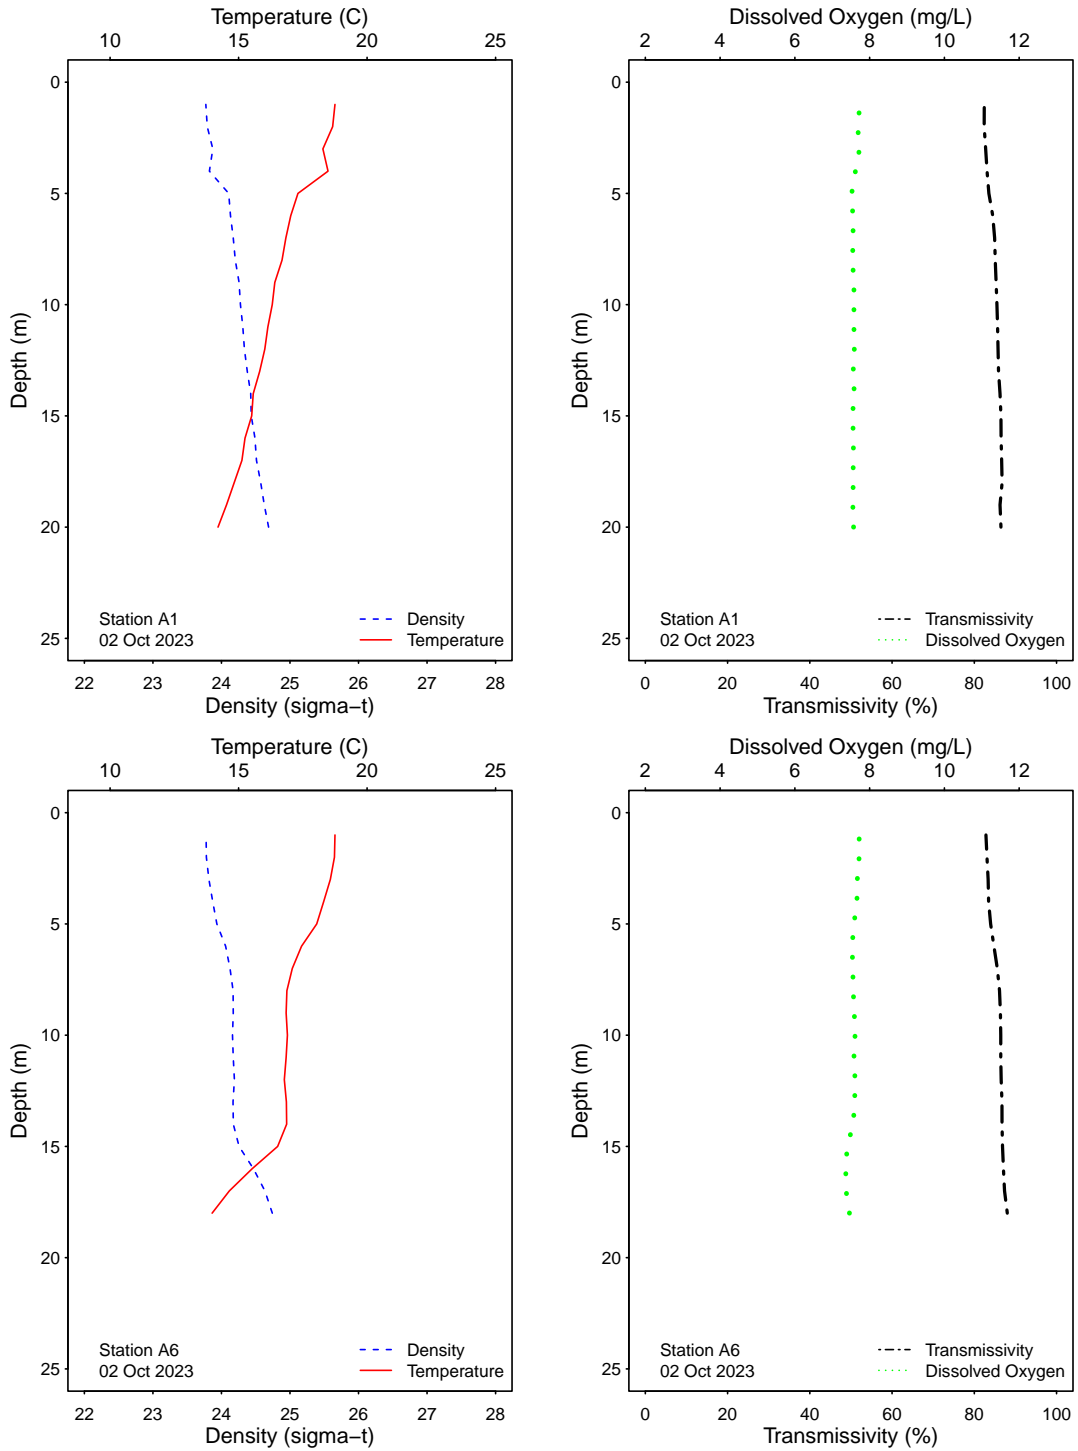 Temperature (C)
10 15 20 25
0
5
10
15
20
25
Depth (m)
Station A1
02 Oct 2023
Density
Temperature
22 23 24 25 26 27 28
Density (sigma−t)
Dissolved Oxygen (mg/L)
2 4 6 8 10 12
0
5
10
15
20
25
Depth (m)
Station A1
02 Oct 2023
Transmissivity
Dissolved Oxygen
0 20 40 60 80 100
Transmissivity (%)
Temperature (C)
10 15 20 25
0
5
10
15
20
25
Depth (m)
Station A6
02 Oct 2023
Density
Temperature
22 23 24 25 26 27 28
Density (sigma−t)
Dissolved Oxygen (mg/L)
2 4 6 8 10 12
0
5
10
15
20
25
Depth (m)
Station A6
02 Oct 2023
Transmissivity
Dissolved Oxygen
0 20 40 60 80 100
Transmissivity (%)